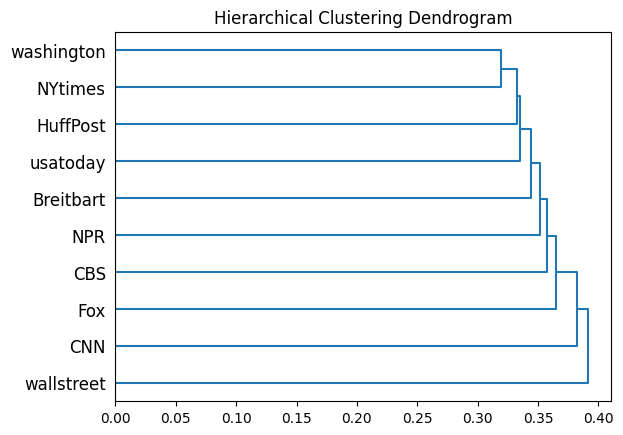 Hierarchical Clustering Dendrogram
washington
NYtimes
HuffPost
usatoday
Breitbart
NPR
CBS
Fox
CNN
wallstreet
0.00 0.05 0.10 0.15 0.20 0.25 0.30 0.35 0.40